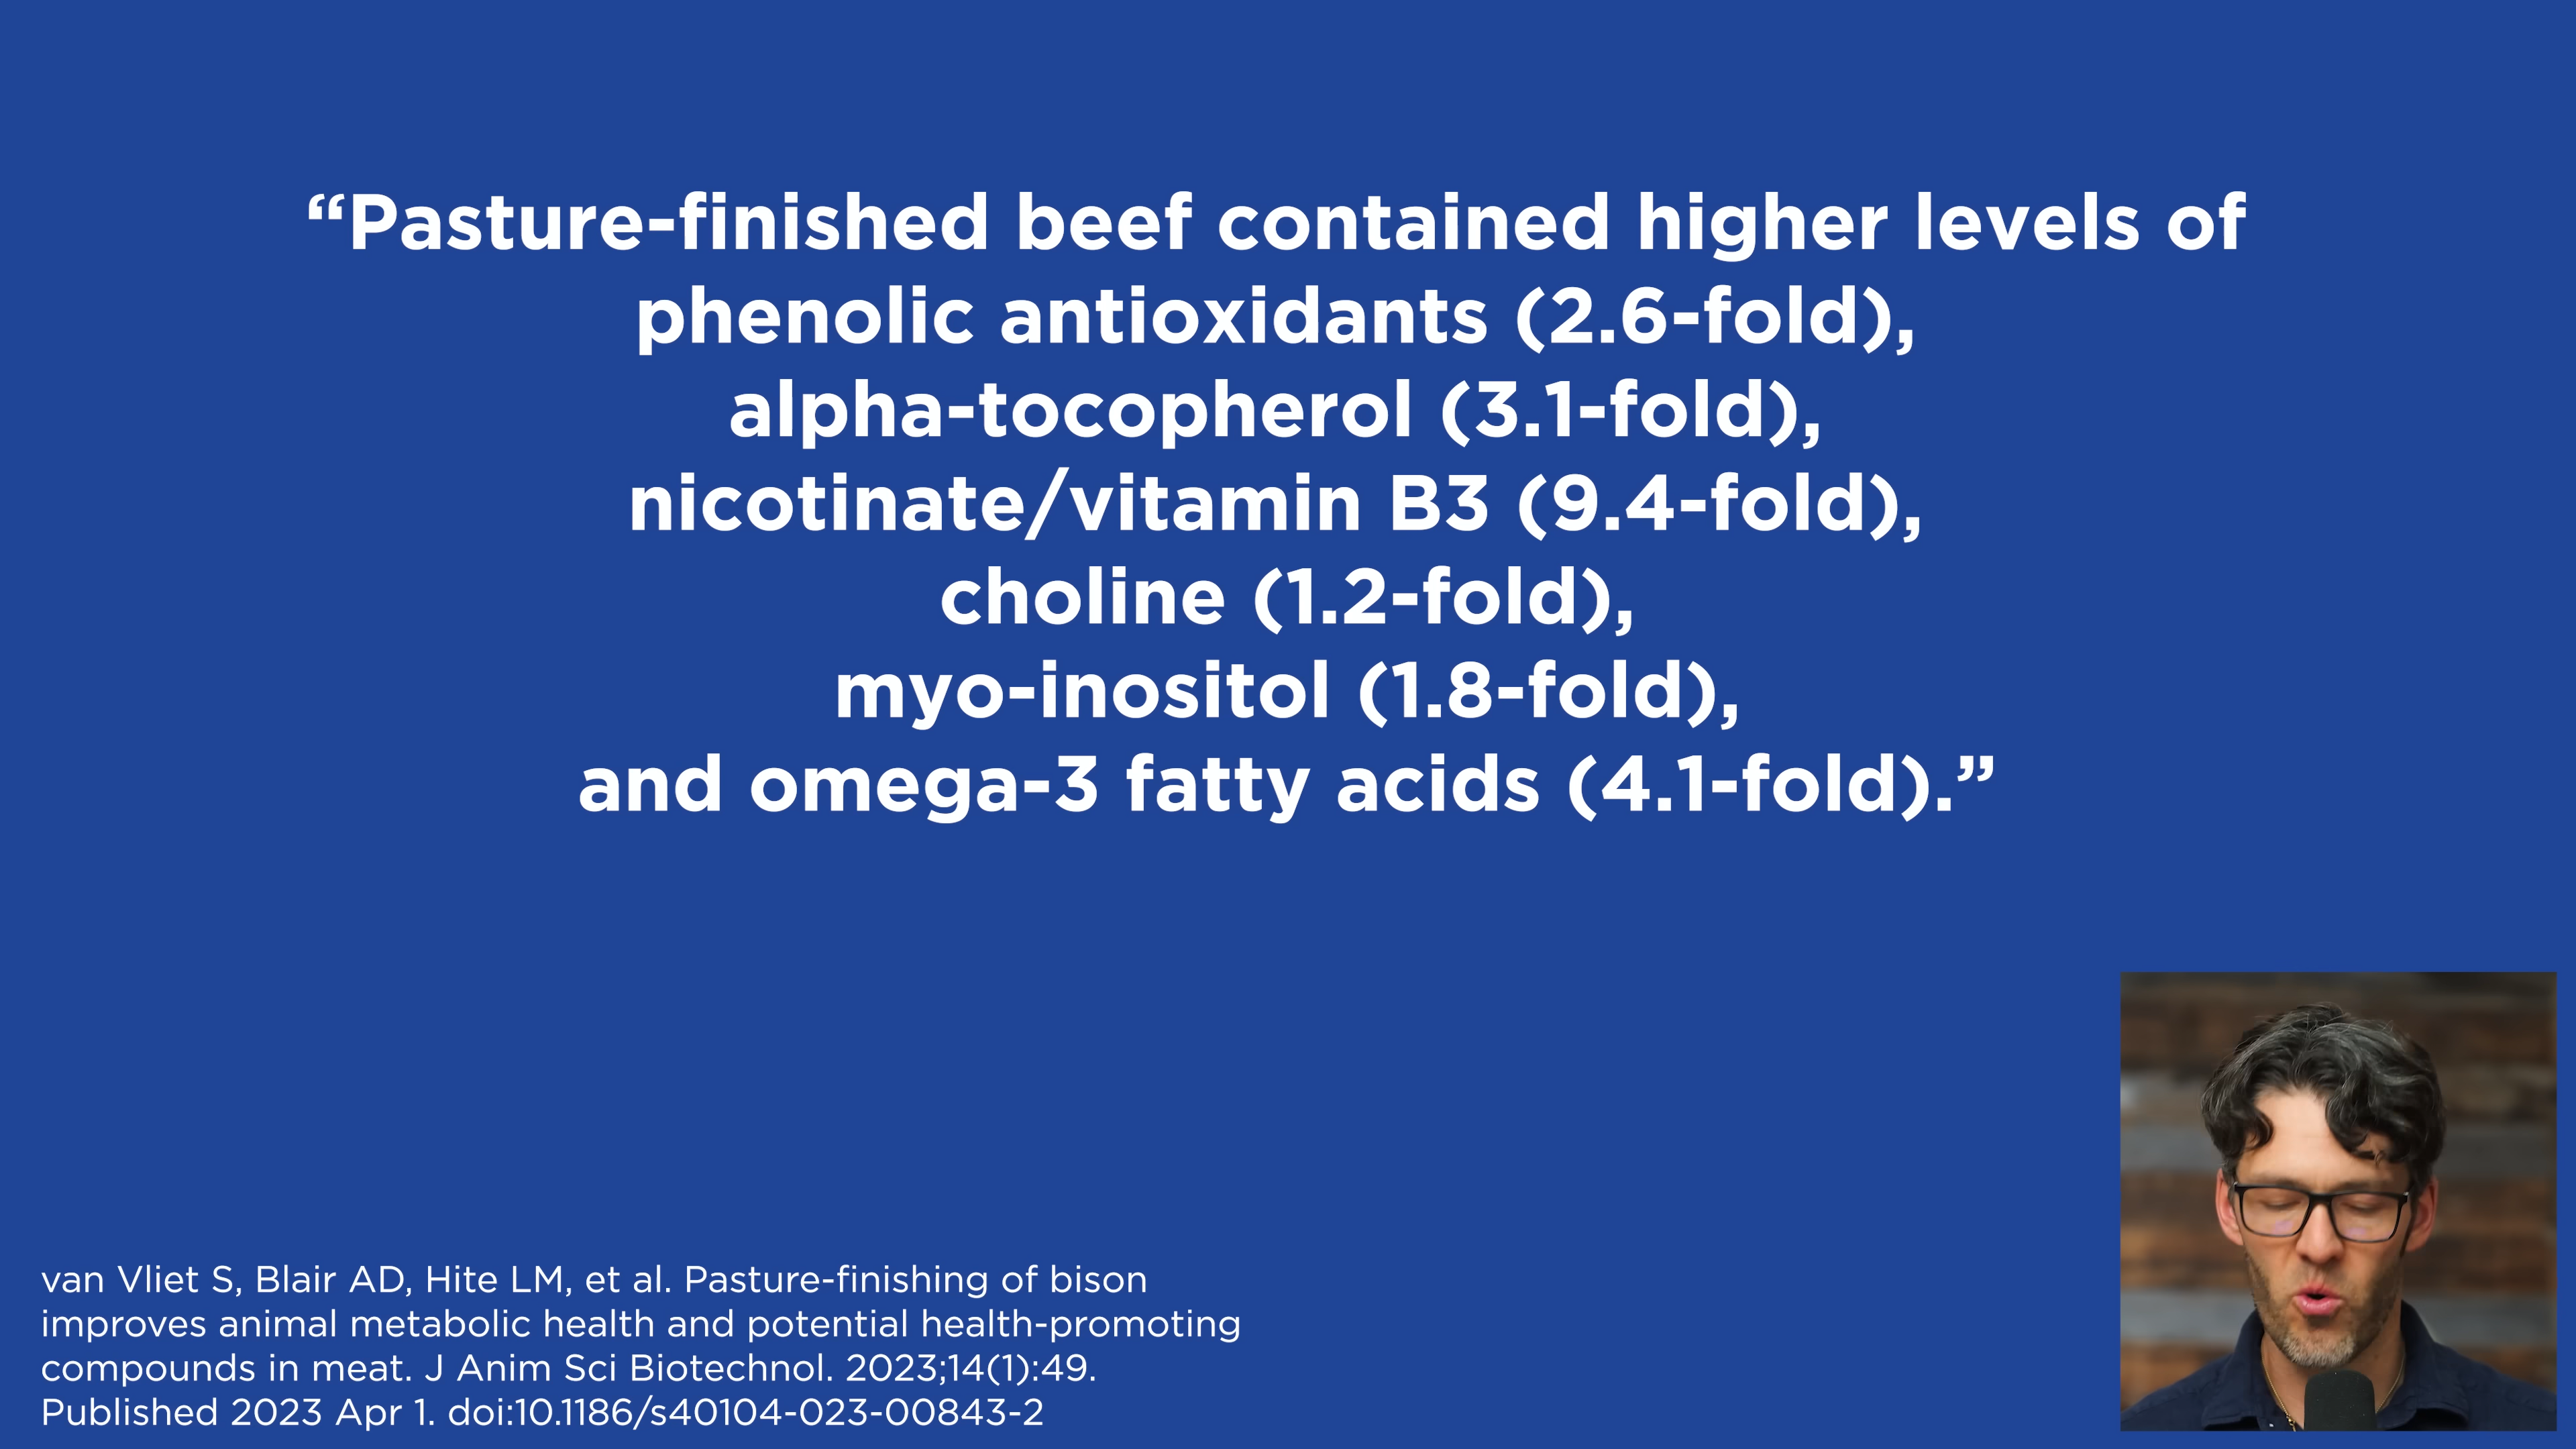 “Pasture-finished beef contained higher levels of
phenolic antioxidants (2.6-fold),
alpha-tocopherol (3.1-fold),
nicotinate/vitamin B3 (9.4-fold),
choline (1.2-fold),
myo-inositol (1.8-fold),
and omega-3 fatty acids (4.1-fold).”
van Vliet S, Blair AD, Hite LM, et al. Pasture-finishing of bison
improves animal metabolic health and potential health-promoting
compounds in meat. J Anim Sci Biotechnol. 2023;14(1):49.
Published 2023 Apr 1. doi:10.1186/s40104-023-00843-2